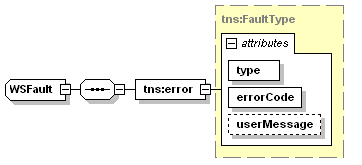 tns:FaultType
attributes
type
WSFault
tns:error
errorCode
userMessage